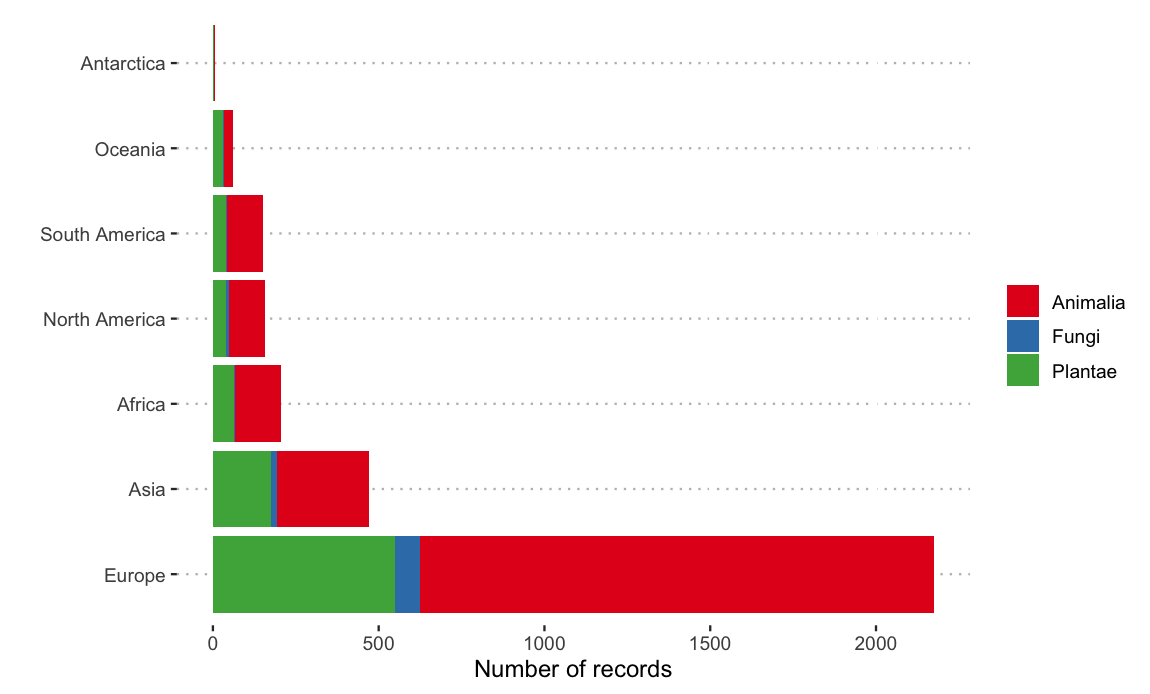 Antarctica
Oceania
South America
North America
Africa
Asia
Europe
0 500 1000 1500 2000
Number of records
Animalia
Fungi
Plantae